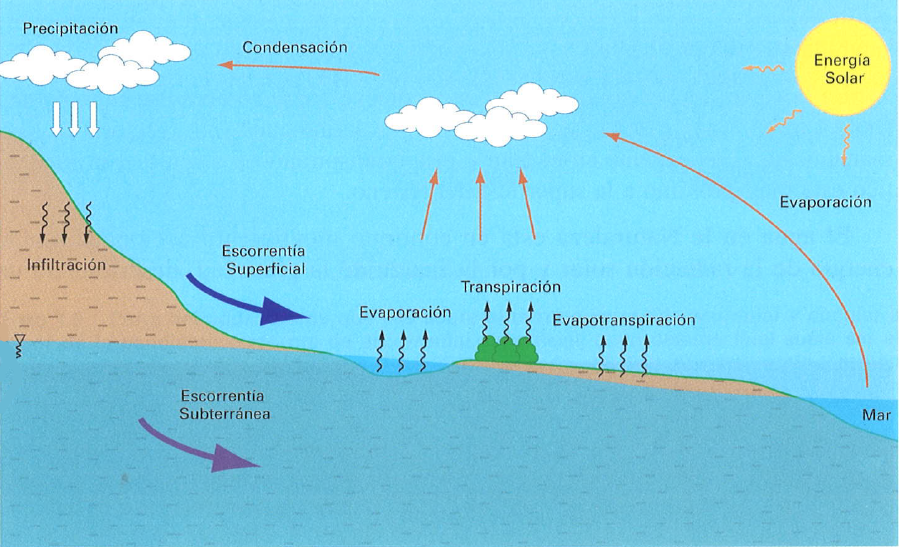 Precipitación
Condensación
Energía
Solar
Evaporación
Infiltración
Escorrentía
Superficial
Transpiración
Evaporación
Evapotranspiración
Escorrentía
Subterránea
Mar